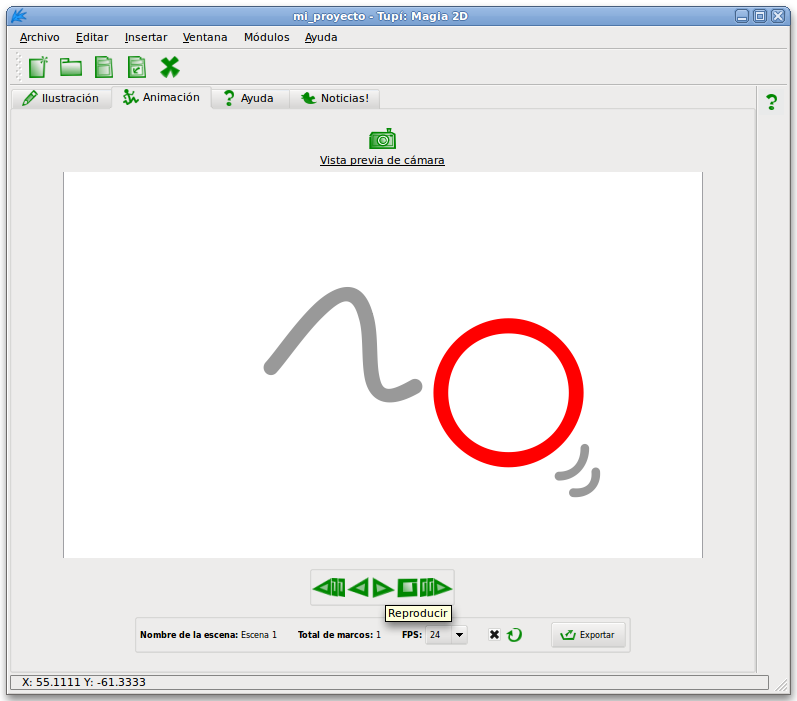 mi_proyecto - Tupí: Magia 2D
Archivo Editar Insertar Ventana Módulos Ayuda
Ilustración Animación Ayuda Noticias!
Vista previa de cámara
Reproducir
Nombre de la escena: Escena 1 Total de marcos: 1 FPS: 24 Exportar
X: 55.1111 Y: -61.3333